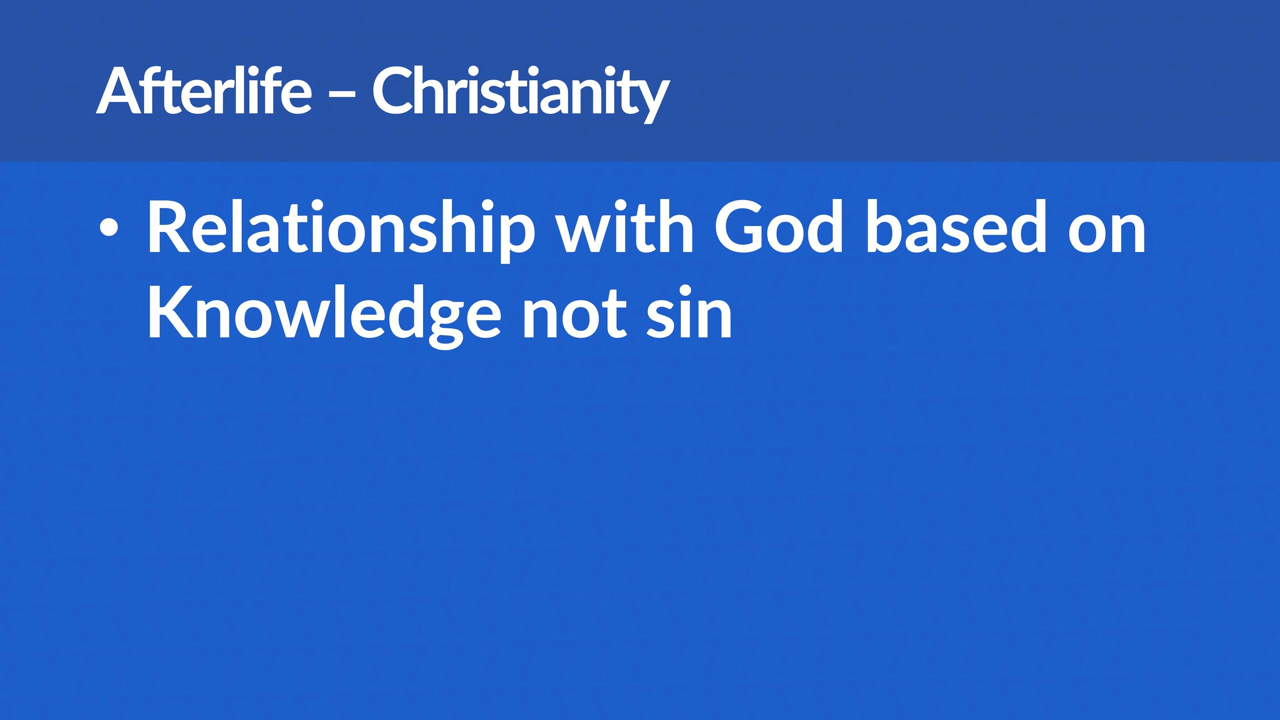 Afterlife – Christianity
• Relationship with God based on
Knowledge not sin